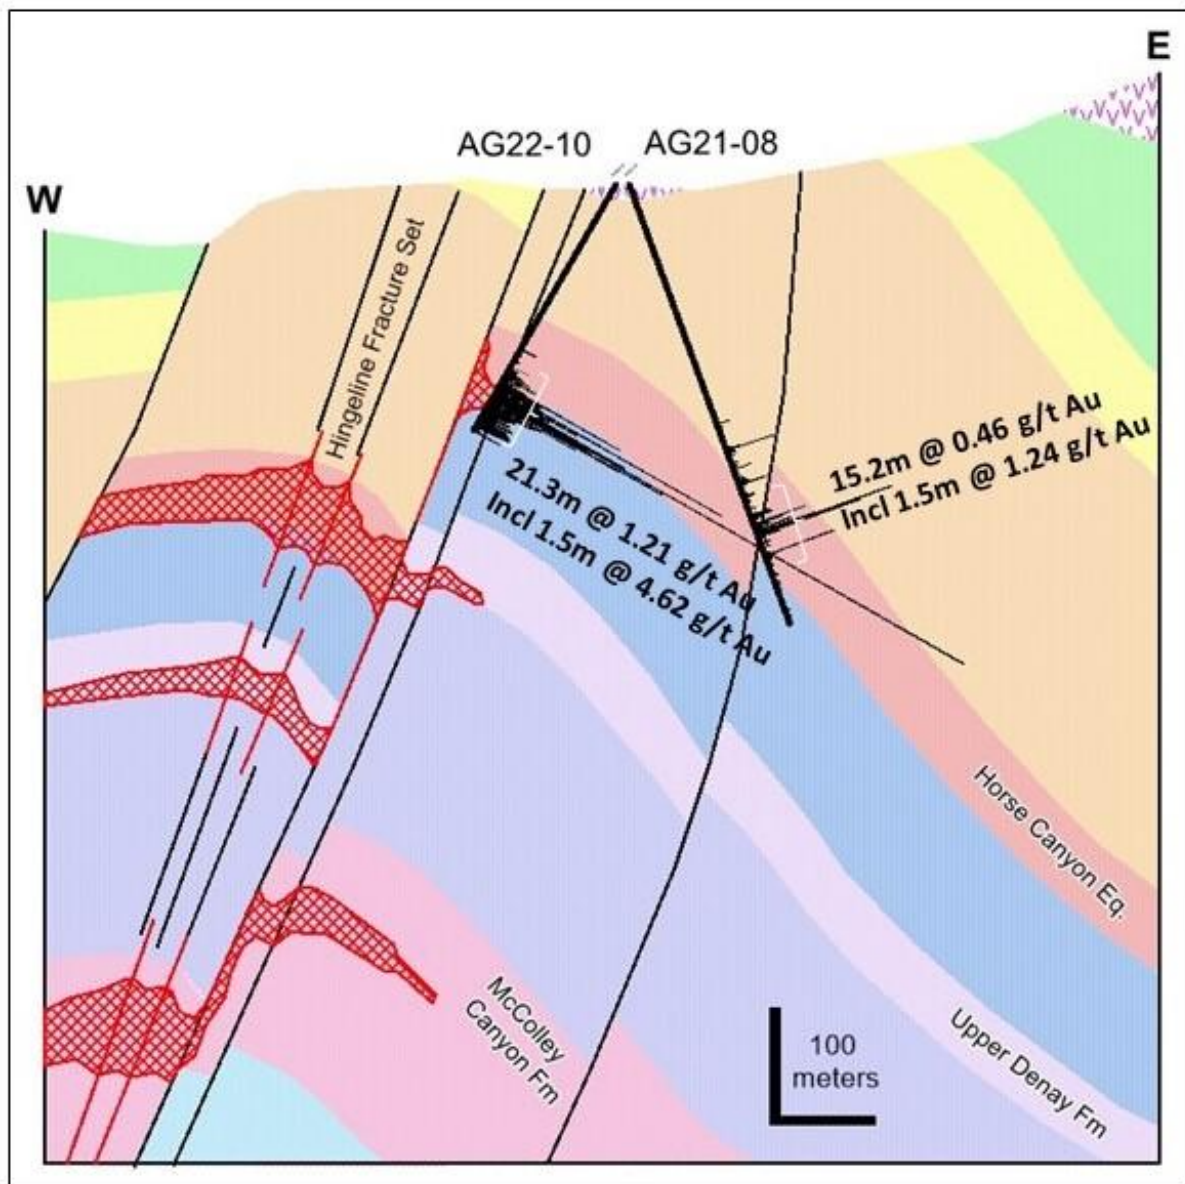 E
AG22-10
AG21-08
W
Hingeline Fracture Set
15.2m @ 0.46 g/t Au
Incl 1.5m @ 1.24 g/t Au
21.3m @ 1.21 g/t Au
Incl 1.5m @ 4.62 g/t Au
Horse Canyon Eq.
McColley
Canyon Fm
Upper Denay Fm
100
meters